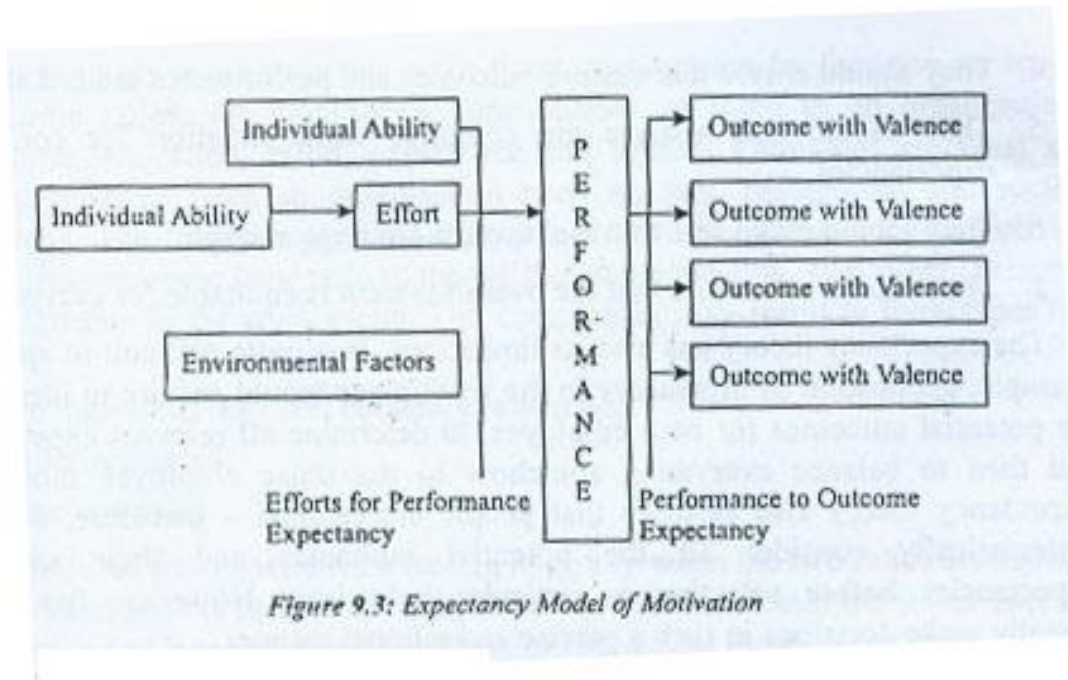 Individual Ability
Outcome with Valence
Individual Ability
Effort
Outcome with Valence
PERFORMANCE
Outcome with Valence
Environmental Factors
Outcome with Valence
Efforts for Performance
Expectancy
Performance to Outcome
Expectancy
Figure 9.3: Expectancy Model of Motivation